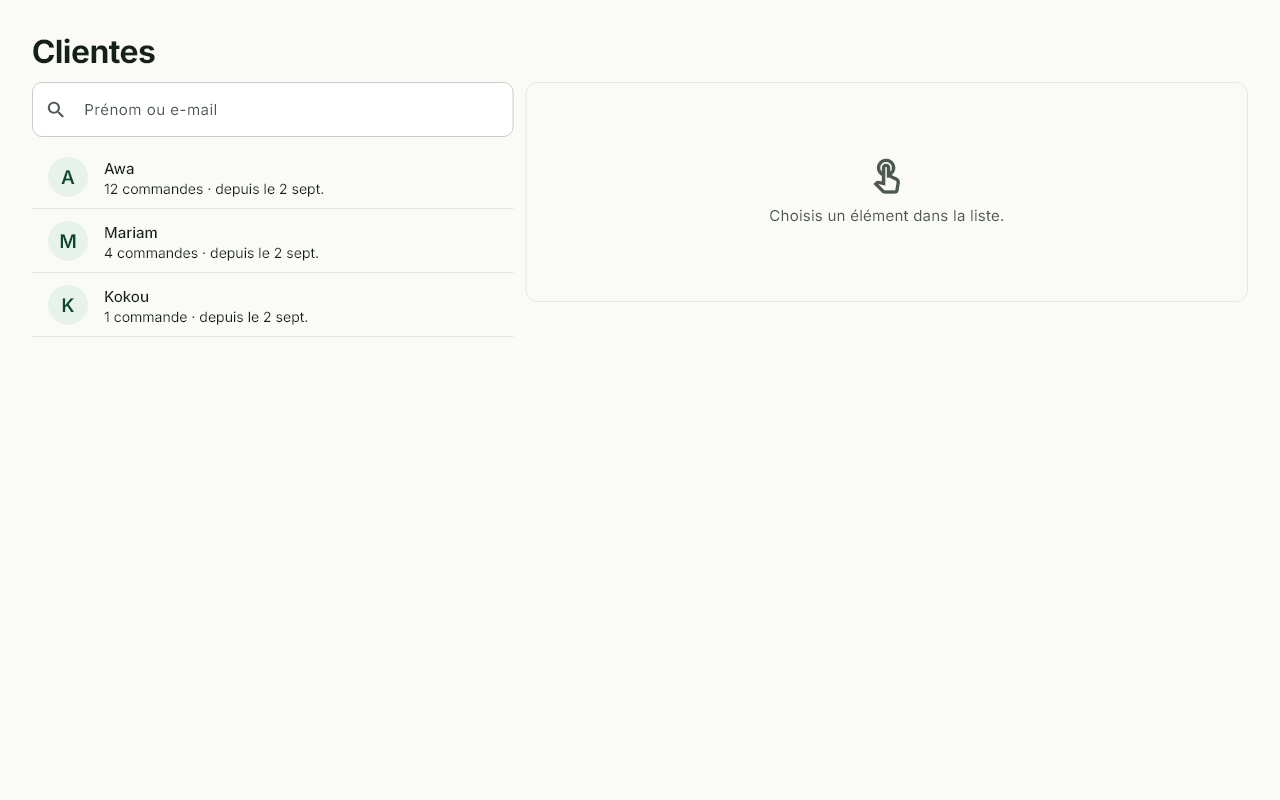 Clientes
Prénom ou e-mail
A
Awa
12 commandes · depuis le 2 sept.
M
Mariam
4 commandes · depuis le 2 sept.
K
Kokou
1 commande · depuis le 2 sept.
Choisis un élément dans la liste.